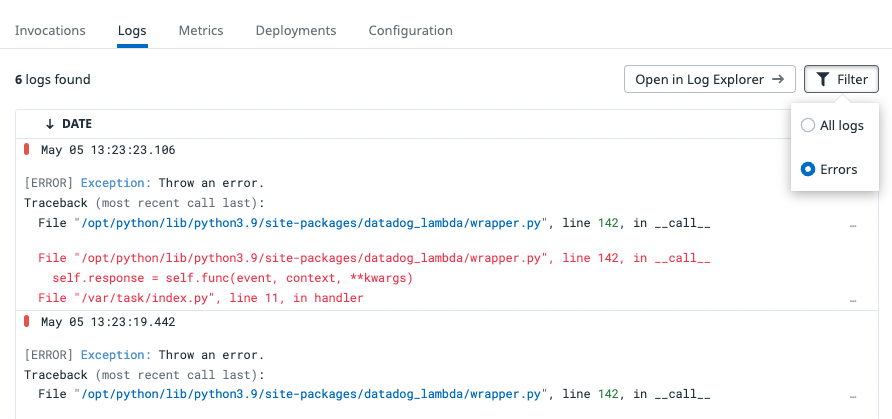 Invocations Logs Metrics Deployments Configuration
6 logs found Open in Log Explorer → Filter
All logs
Errors
↓ DATE
May 05 13:23:23.106
[ERROR] Exception: Throw an error.
Traceback (most recent call last):
File "/opt/python/lib/python3.9/site-packages/datadog_lambda/wrapper.py", line 142, in __call__ …
File "/opt/python/lib/python3.9/site-packages/datadog_lambda/wrapper.py", line 142, in __call__
self.response = self.func(event, context, **kwargs)
File "/var/task/index.py", line 11, in handler …
May 05 13:23:19.442
[ERROR] Exception: Throw an error.
Traceback (most recent call last):
File "/opt/python/lib/python3.9/site-packages/datadog_lambda/wrapper.py", line 142, in __call__ …